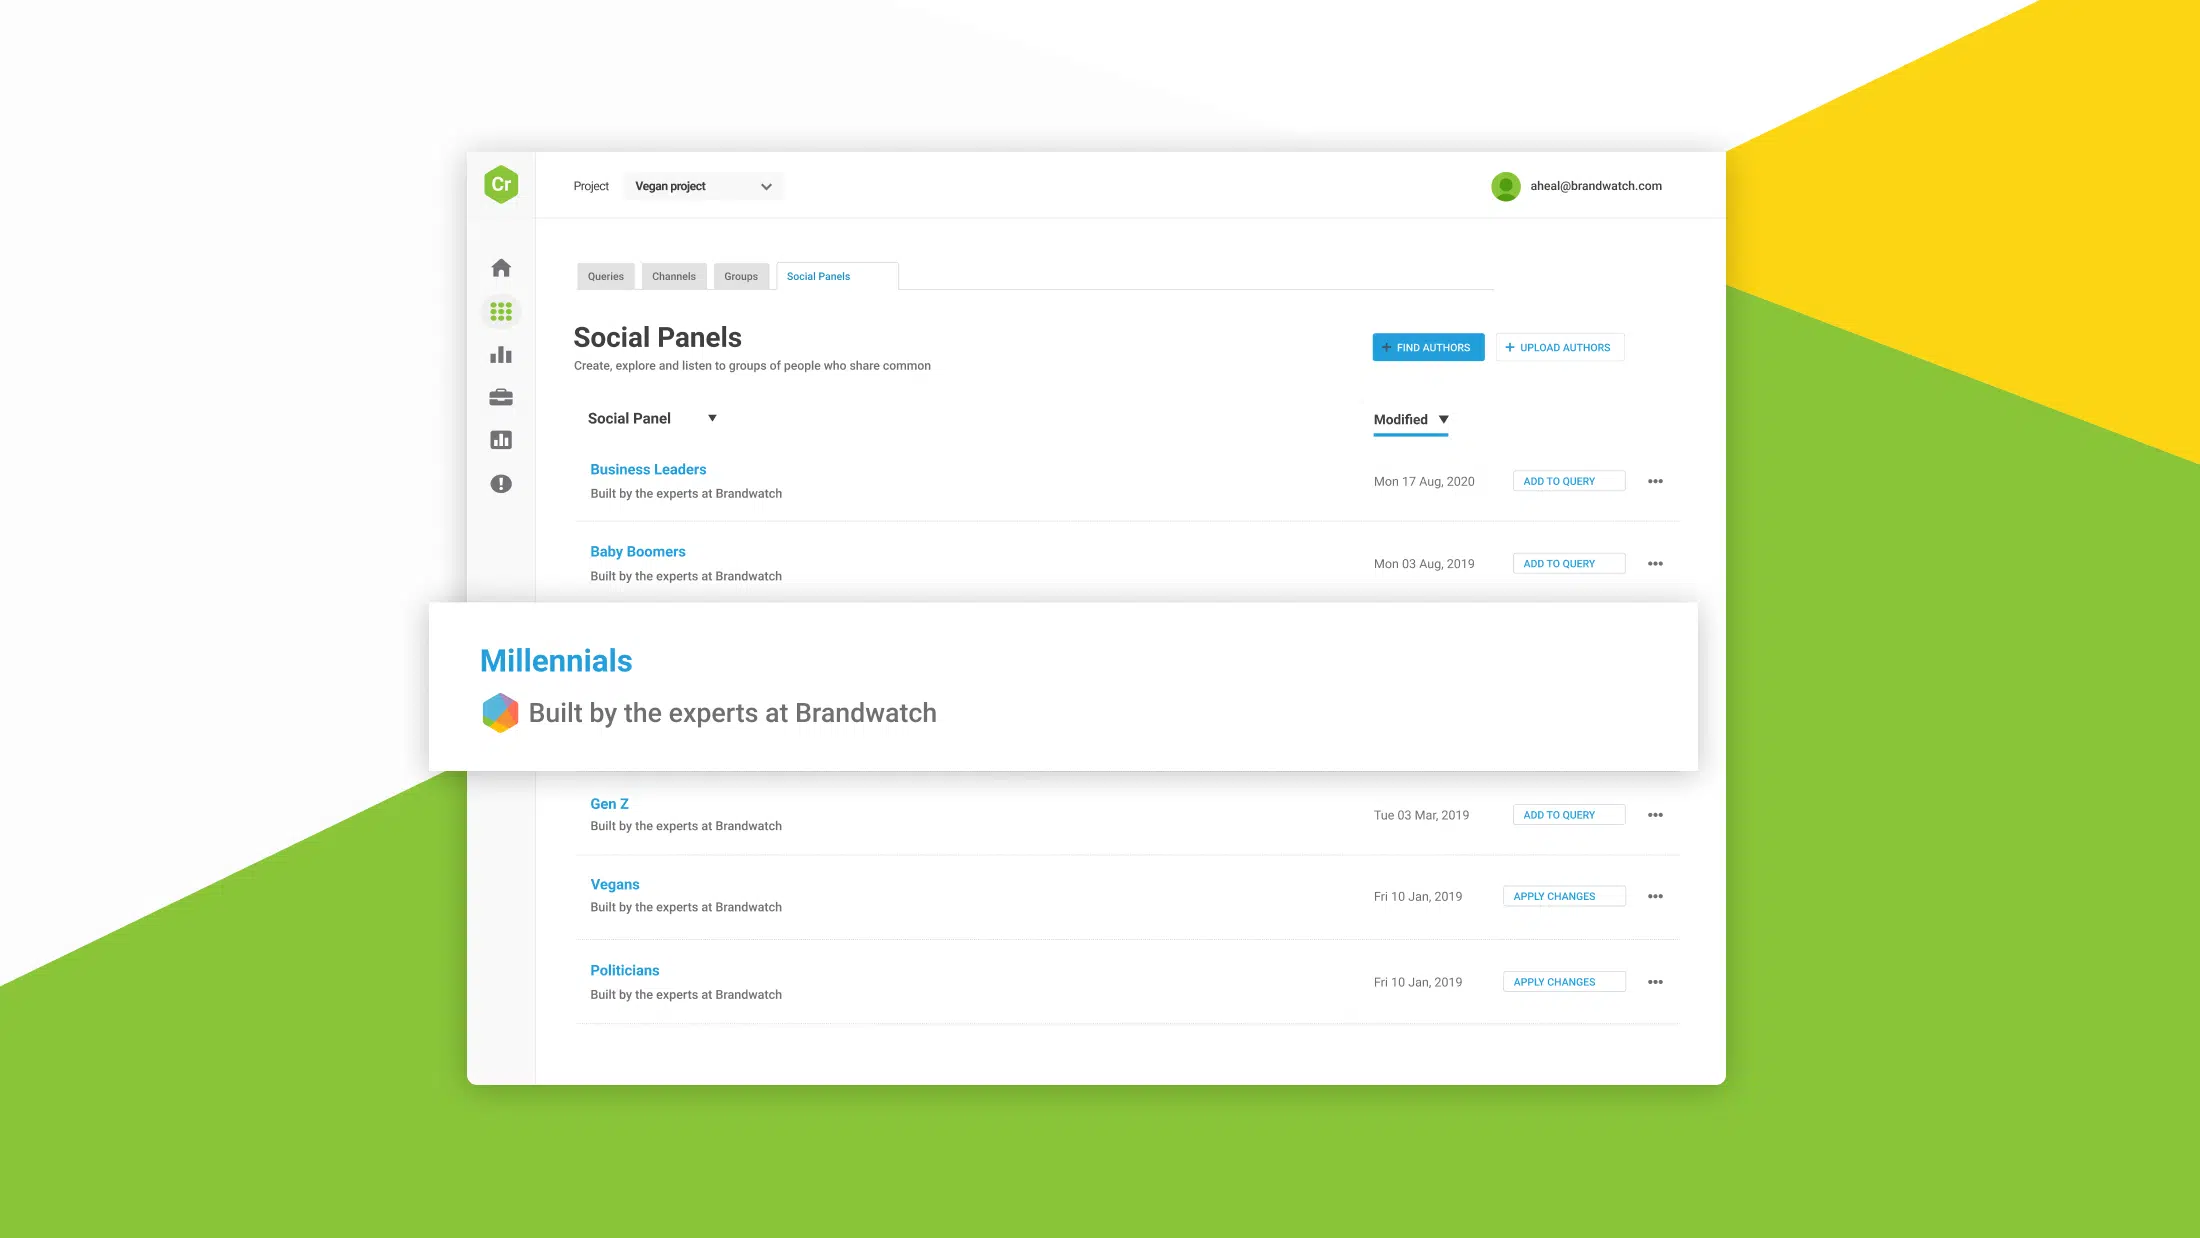 Cr
Project
Vegan project
aheal@brandwatch.com
Queries
Channels
Groups
Social Panels
Social Panels
Create, explore and listen to groups of people who share common
+ FIND AUTHORS
+ UPLOAD AUTHORS
Social Panel
Modified
Business Leaders
Built by the experts at Brandwatch
Mon 17 Aug, 2020
ADD TO QUERY
Baby Boomers
Built by the experts at Brandwatch
Mon 03 Aug, 2019
ADD TO QUERY
Millennials
Built by the experts at Brandwatch
Gen Z
Built by the experts at Brandwatch
Tue 03 Mar, 2019
ADD TO QUERY
Vegans
Built by the experts at Brandwatch
Fri 10 Jan, 2019
APPLY CHANGES
Politicians
Built by the experts at Brandwatch
Fri 10 Jan, 2019
APPLY CHANGES